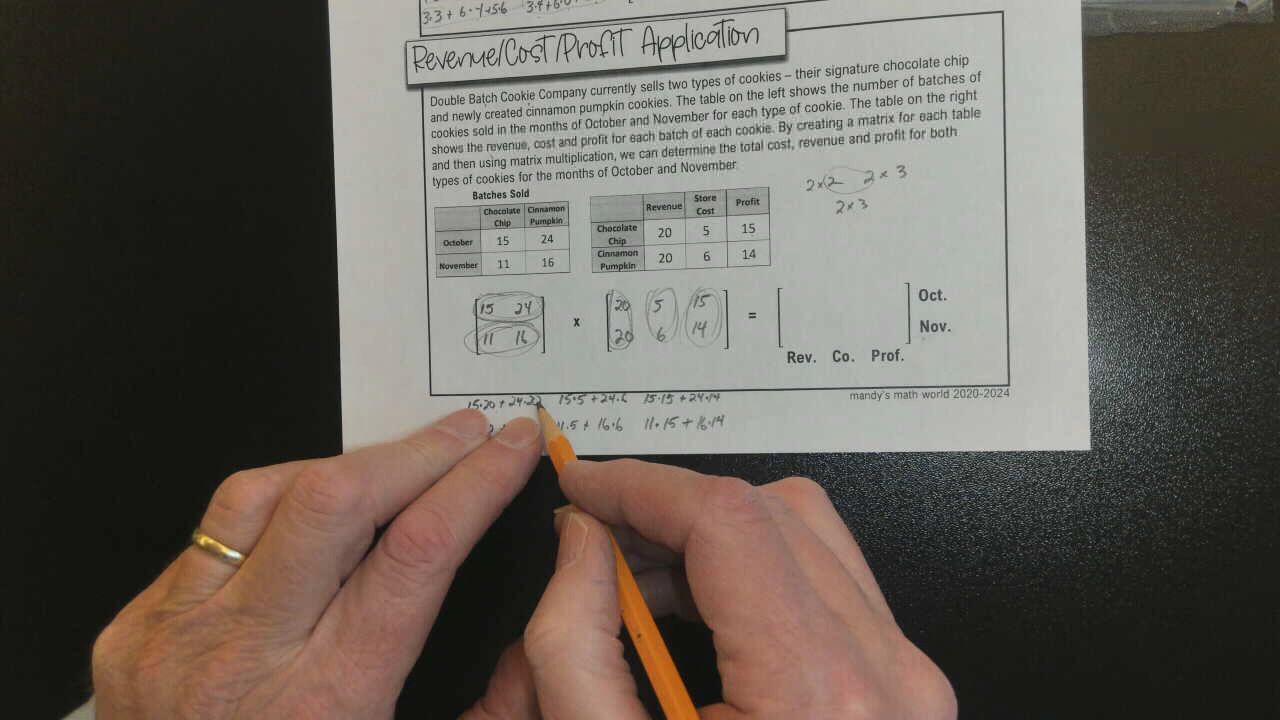 3·3 + 6·4+5·6
Revenue/Cost/Profit Application
Double Batch Cookie Company currently sells two types of cookies – their signature chocolate chip
and newly created cinnamon pumpkin cookies. The table on the left shows the number of batches of
cookies sold in the months of October and November for each type of cookie. The table on the right
shows the revenue, cost and profit for each batch of each cookie. By creating a matrix for each table
and then using matrix multiplication, we can determine the total cost, revenue and profit for both
types of cookies for the months of October and November.
2×2 2×3
2×3
Batches Sold
Chocolate Chip Cinnamon Pumpkin
October 15 24
November 11 16
Revenue Store Cost Profit
Chocolate Chip 20 5 15
Cinnamon Pumpkin 20 6 14
15 24 x 20 5 15 = Oct.
11 16 20 6 14 Nov.
Rev. Co. Prof.
mandy's math world 2020-2024
15·20 + 24·22 15·5 + 24·6 15·15 + 24·14
11·5 + 16·6 11·15 + 16·14